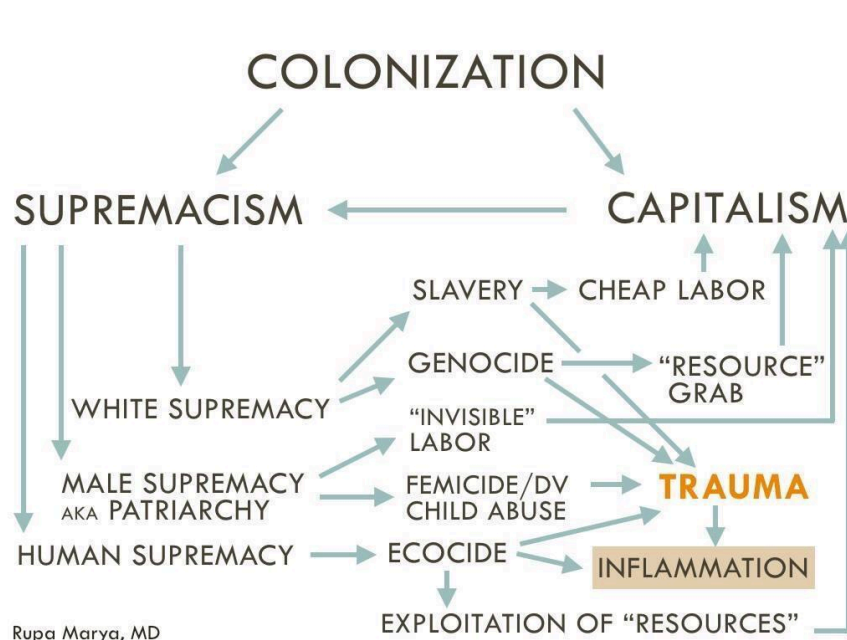 COLONIZATION
SUPREMACISM
CAPITALISM
SLAVERY
CHEAP LABOR
GENOCIDE
“RESOURCE”
GRAB
WHITE SUPREMACY
“INVISIBLE”
LABOR
MALE SUPREMACY
AKA PATRIARCHY
FEMICIDE/DV
CHILD ABUSE
TRAUMA
HUMAN SUPREMACY
ECOCIDE
INFLAMMATION
EXPLOITATION OF “RESOURCES”
Rupa Marya, MD